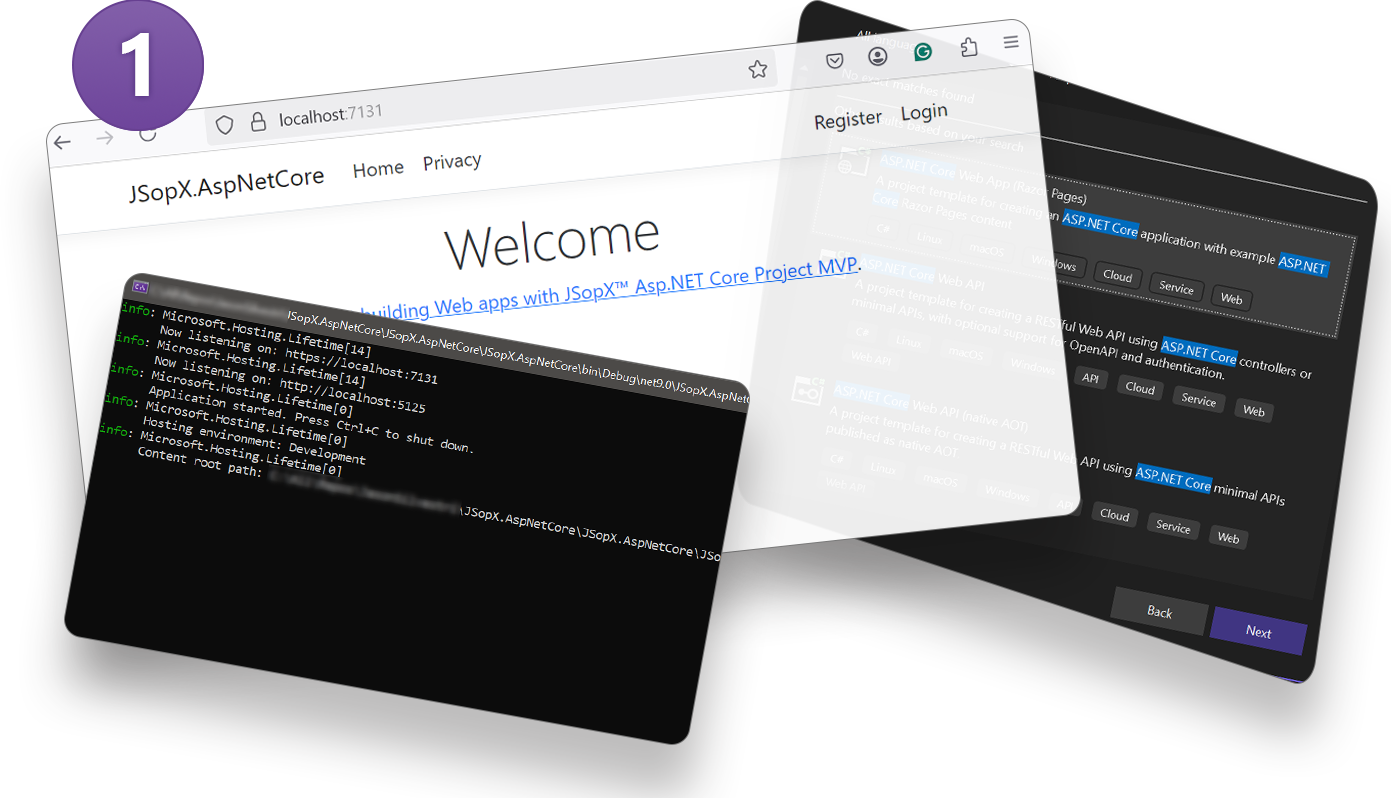 1
localhost:7131
Register Login
JSopX.AspNetCore Home Privacy
Welcome
building Web apps with JSopX™ Asp.NET Core Project MVP.
JSopX.AspNetCore\JSopX.AspNetCore\bin\Debug\net9.0\JSopX.AspNetC
info: Microsoft.Hosting.Lifetime[14]
Now listening on: https://localhost:7131
info: Microsoft.Hosting.Lifetime[14]
Now listening on: http://localhost:5125
info: Microsoft.Hosting.Lifetime[0]
Application started. Press Ctrl+C to shut down.
info: Microsoft.Hosting.Lifetime[0]
Hosting environment: Development
info: Microsoft.Hosting.Lifetime[0]
Content root path: \JSopX.AspNetCore\JSopX.AspNetCore\JSo
All langua
No exact matches found
results based on your search
ASP.NET Core Web App (Razor Pages)
A project template for creating an ASP.NET Core application with example ASP.NET
Core Razor Pages content
C# Linux macOS Windows Cloud Service Web
ASP.NET Core Web API
A project template for creating a RESTful Web API using ASP.NET Core controllers or
minimal APIs, with optional support for OpenAPI and authentication.
C# Linux macOS Windows API Cloud Service Web
Web API
ASP.NET Core Web API (native AOT)
A project template for creating a RESTful Web API using ASP.NET Core minimal APIs
published as native AOT
C# Linux macOS Windows Cloud Service Web
Web API
Back Next